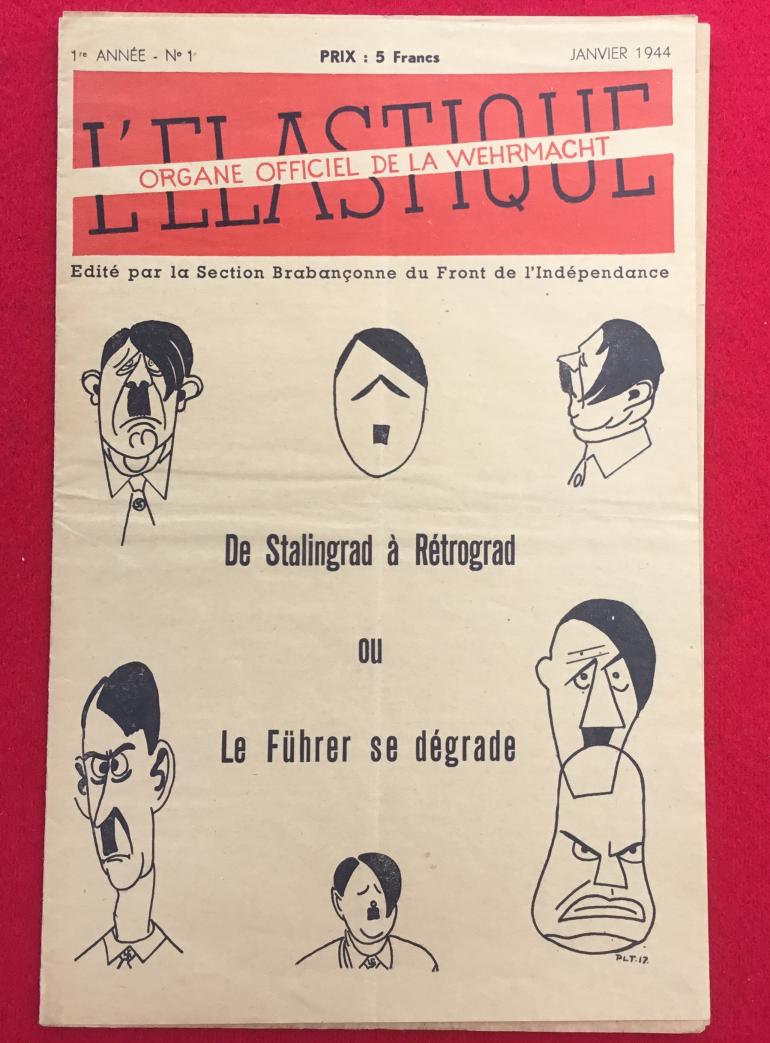 1re ANNÉE - No 1
PRIX : 5 Francs
JANVIER 1944
L'ELASTIQUE
ORGANE OFFICIEL DE LA WEHRMACHT
Edité par la Section Brabançonne du Front de l'Indépendance
De Stalingrad à Rétrograd
ou
Le Führer se dégrade
PLT.17.